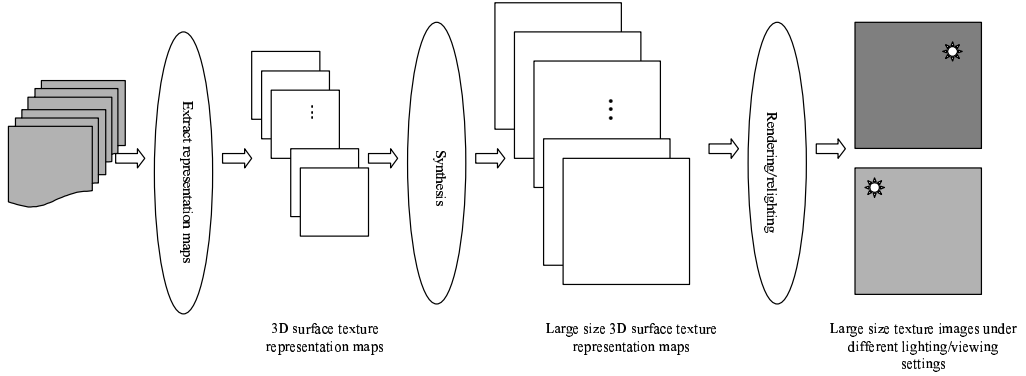 Extract representation maps
Synthesis
Rendering/relighting
3D surface texture
representation maps
Large size 3D surface texture
representation maps
Large size texture images under
different lighting/viewing
settings